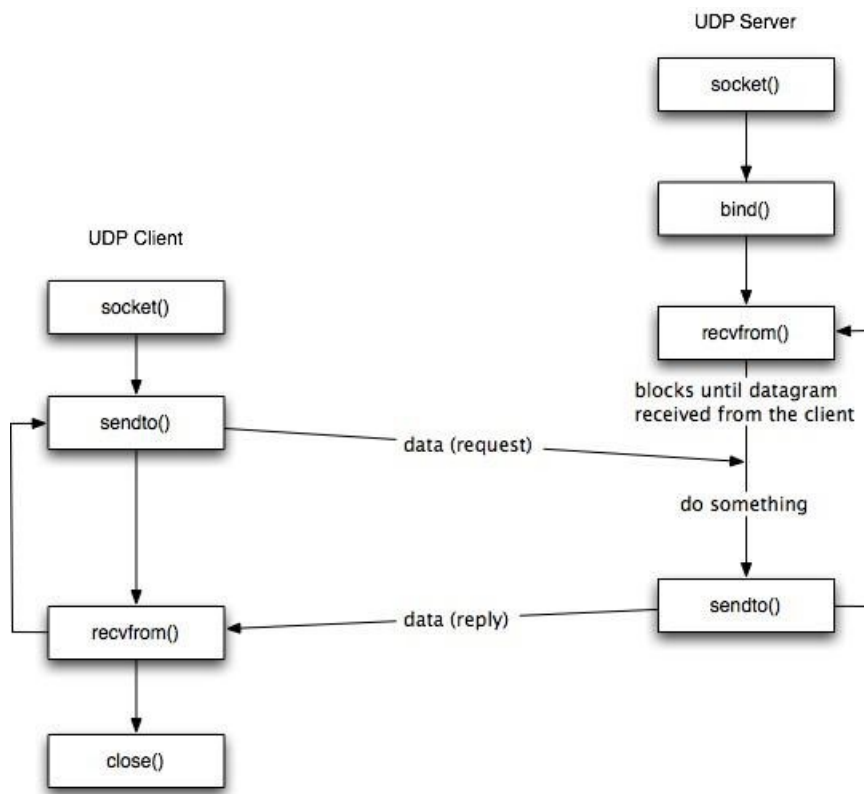 UDP Server
socket()
bind()
UDP Client
socket()
recvfrom()
blocks until datagram
received from the client
sendto()
data (request)
do something
sendto()
data (reply)
recvfrom()
close()